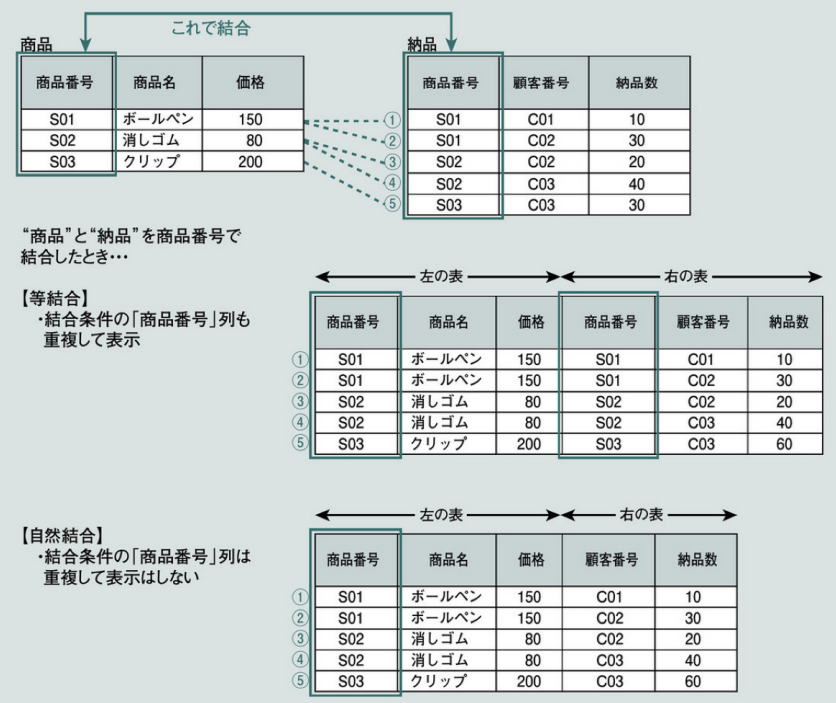 これで結合
商品
納品
商品番号 商品名 価格
S01 ボールペン 150
S02 消しゴム 80
S03 クリップ 200
商品番号 顧客番号 納品数
① S01 C01 10
② S01 C02 30
③ S02 C02 20
④ S02 C03 40
⑤ S03 C03 30
“商品”と“納品”を商品番号で
結合したとき…
【等結合】
・結合条件の「商品番号」列も
重複して表示
左の表 右の表
商品番号 商品名 価格 商品番号 顧客番号 納品数
① S01 ボールペン 150 S01 C01 10
② S01 ボールペン 150 S01 C02 30
③ S02 消しゴム 80 S02 C02 20
④ S02 消しゴム 80 S02 C03 40
⑤ S03 クリップ 200 S03 C03 60
【自然結合】
・結合条件の「商品番号」列は
重複して表示はしない
左の表 右の表
商品番号 商品名 価格 顧客番号 納品数
① S01 ボールペン 150 C01 10
② S01 ボールペン 150 C02 30
③ S02 消しゴム 80 C02 20
④ S02 消しゴム 80 C03 40
⑤ S03 クリップ 200 C03 60